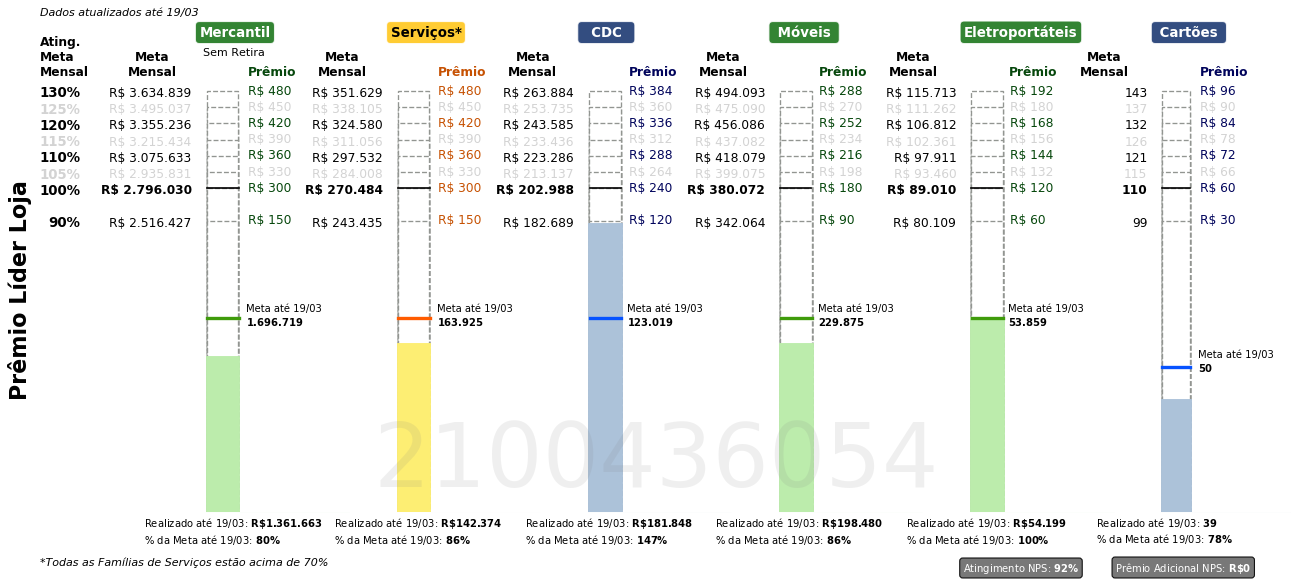 Dados atualizados até 19/03
Mercantil Serviços* CDC Móveis Eletroportáteis Cartões
Sem Retira
Ating. Meta Mensal Meta Mensal Prêmio Meta Mensal Prêmio Meta Mensal Prêmio Meta Mensal Prêmio Meta Mensal Prêmio Meta Mensal Prêmio
130% R$ 3.634.839 R$ 480 R$ 351.629 R$ 480 R$ 263.884 R$ 384 R$ 494.093 R$ 288 R$ 115.713 R$ 192 143 R$ 96
125% R$ 3.495.037 R$ 450 R$ 338.105 R$ 450 R$ 253.735 R$ 360 R$ 475.090 R$ 270 R$ 111.262 R$ 180 137 R$ 90
120% R$ 3.355.236 R$ 420 R$ 324.580 R$ 420 R$ 243.585 R$ 336 R$ 456.086 R$ 252 R$ 106.812 R$ 168 132 R$ 84
115% R$ 3.215.434 R$ 390 R$ 311.056 R$ 390 R$ 233.436 R$ 312 R$ 437.082 R$ 234 R$ 102.361 R$ 156 126 R$ 78
110% R$ 3.075.633 R$ 360 R$ 297.532 R$ 360 R$ 223.286 R$ 288 R$ 418.079 R$ 216 R$ 97.911 R$ 144 121 R$ 72
105% R$ 2.935.831 R$ 330 R$ 284.008 R$ 330 R$ 213.137 R$ 264 R$ 399.075 R$ 198 R$ 93.460 R$ 132 115 R$ 66
100% R$ 2.796.030 R$ 300 R$ 270.484 R$ 300 R$ 202.988 R$ 240 R$ 380.072 R$ 180 R$ 89.010 R$ 120 110 R$ 60
90% R$ 2.516.427 R$ 150 R$ 243.435 R$ 150 R$ 182.689 R$ 120 R$ 342.064 R$ 90 R$ 80.109 R$ 60 99 R$ 30
Prêmio Líder Loja
Meta até 19/03 Meta até 19/03 Meta até 19/03 Meta até 19/03 Meta até 19/03
1.696.719 163.925 123.019 229.875 53.859
Meta até 19/03
50
2100436054
Realizado até 19/03: R$1.361.663 Realizado até 19/03: R$142.374 Realizado até 19/03: R$181.848 Realizado até 19/03: R$198.480 Realizado até 19/03: R$54.199 Realizado até 19/03: 39
% da Meta até 19/03: 80% % da Meta até 19/03: 86% % da Meta até 19/03: 147% % da Meta até 19/03: 86% % da Meta até 19/03: 100% % da Meta até 19/03: 78%
*Todas as Famílias de Serviços estão acima de 70% Atingimento NPS: 92% Prêmio Adicional NPS: R$0